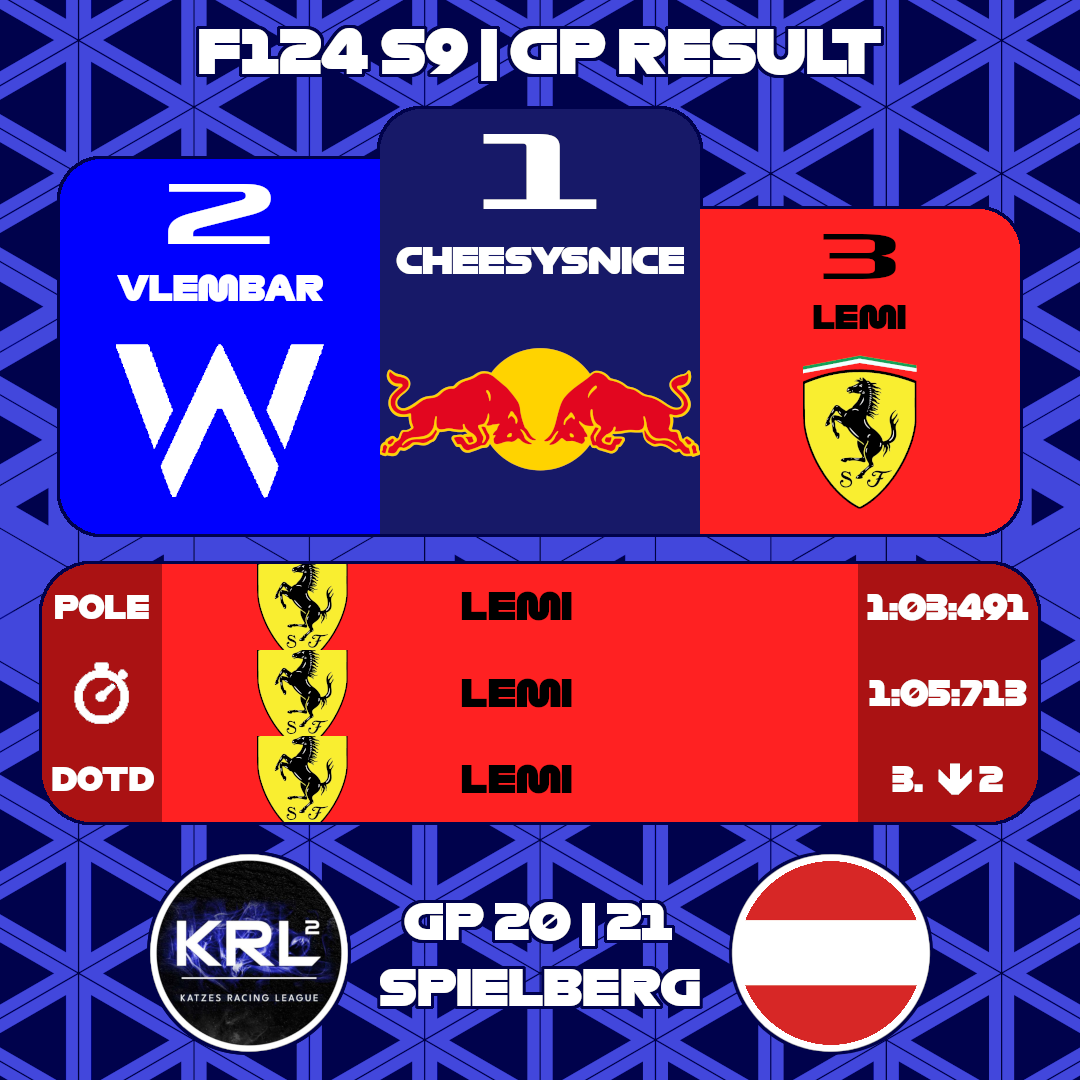 F124 S9 | GP RESULT
1
CHEESYSNICE
2
VLEMBAR
W
3
LEMI
S F
POLE
S F
LEMI
1:03:491
S F
LEMI
1:05:713
DOTD
S F
LEMI
3. ↓ 2
KRL²
KATZES RACING LEAGUE
GP 20 | 21
SPIELBERG